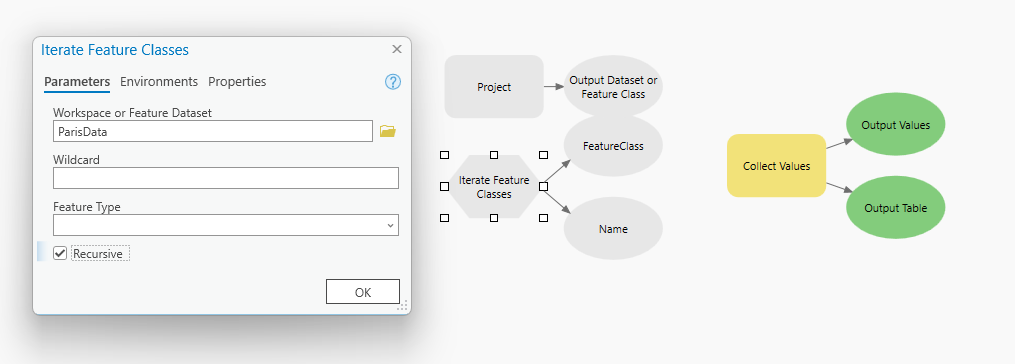 Iterate Feature Classes
Parameters Environments Properties
Workspace or Feature Dataset
ParisData
Wildcard
Feature Type
Recursive
OK
Project
Output Dataset or
Feature Class
Iterate Feature
Classes
FeatureClass
Name
Collect Values
Output Values
Output Table